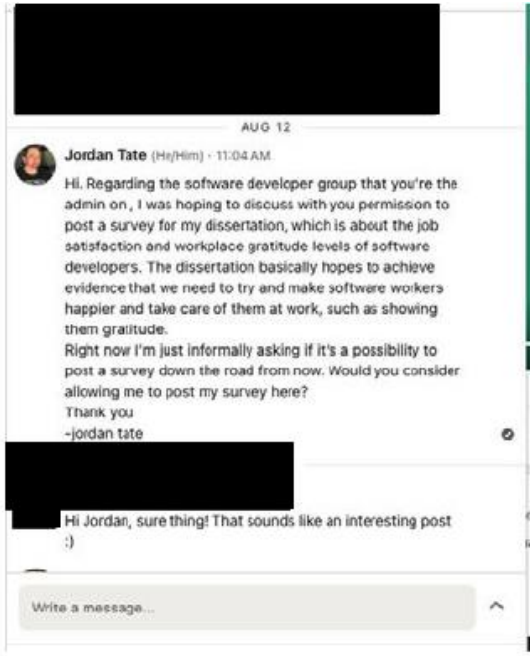 AUG 12
Jordan Tate (He/Him) · 11:04 AM
Hi. Regarding the software developer group that you're the
admin on, I was hoping to discuss with you permission to
post a survey for my dissertation, which is about the job
satisfaction and workplace gratitude levels of software
developers. The dissertation basically hopes to achieve
evidence that we need to try and make software workers
happier and take care of them at work, such as showing
them gratitude.
Right now I'm just informally asking if it's a possibility to
post a survey down the road from now. Would you consider
allowing me to post my survey here?
Thank you
-jordan tate
Hi Jordan, sure thing! That sounds like an interesting post
:)
Write a message...